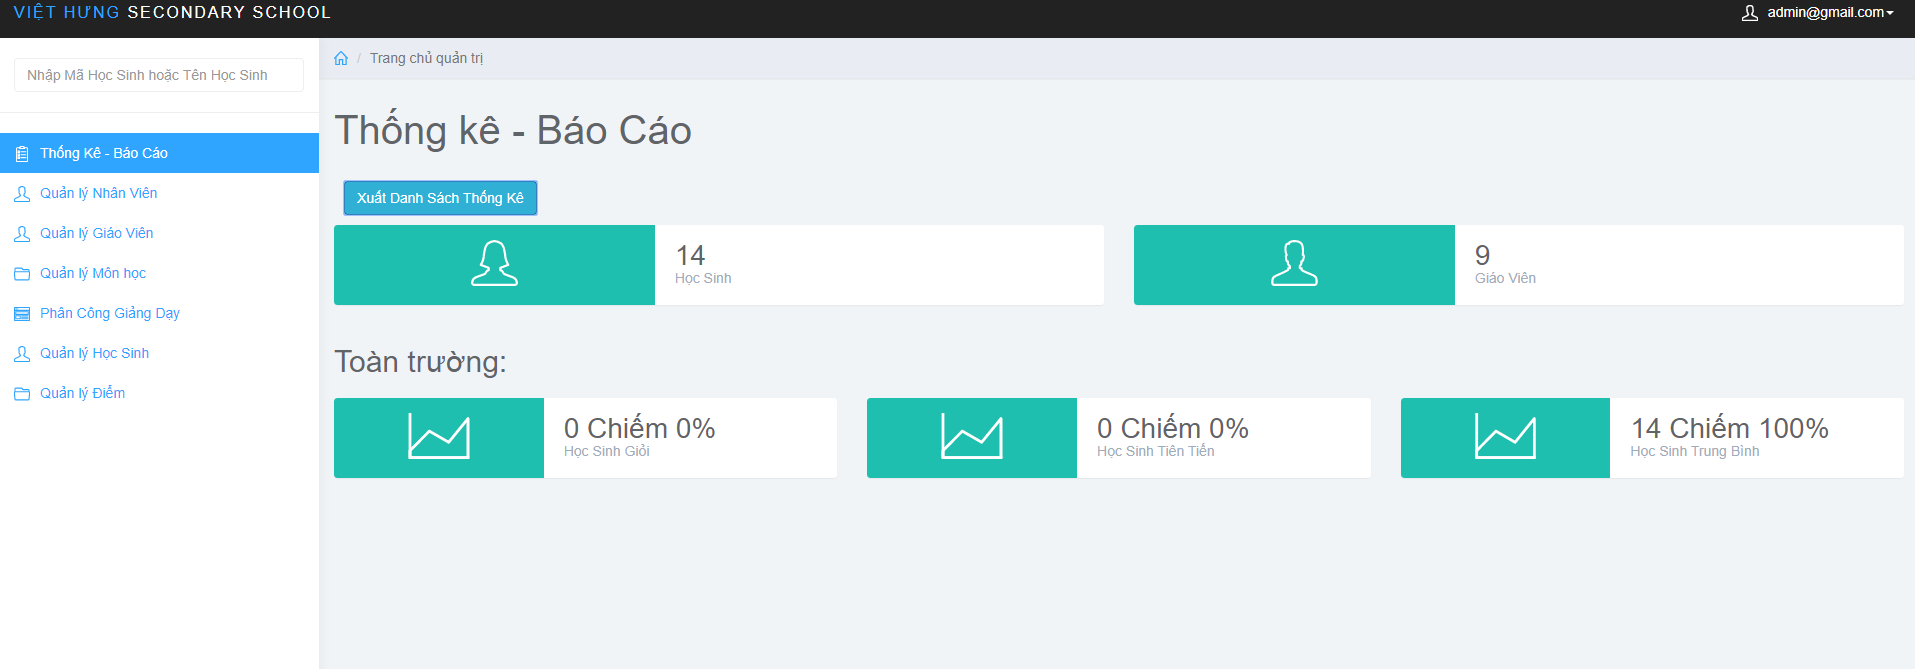 VIỆT HƯNG SECONDARY SCHOOL
admin@gmail.com
Nhập Mã Học Sinh hoặc Tên Học Sinh
/ Trang chủ quản trị
Thống Kê - Báo Cáo
Quản lý Nhân Viên
Quản lý Giáo Viên
Quản lý Môn học
Phân Công Giảng Dạy
Quản lý Học Sinh
Quản lý Điểm
Thống kê - Báo Cáo
Xuất Danh Sách Thống Kê
14
Học Sinh
9
Giáo Viên
Toàn trường:
0 Chiếm 0%
Học Sinh Giỏi
0 Chiếm 0%
Học Sinh Tiên Tiến
14 Chiếm 100%
Học Sinh Trung Bình